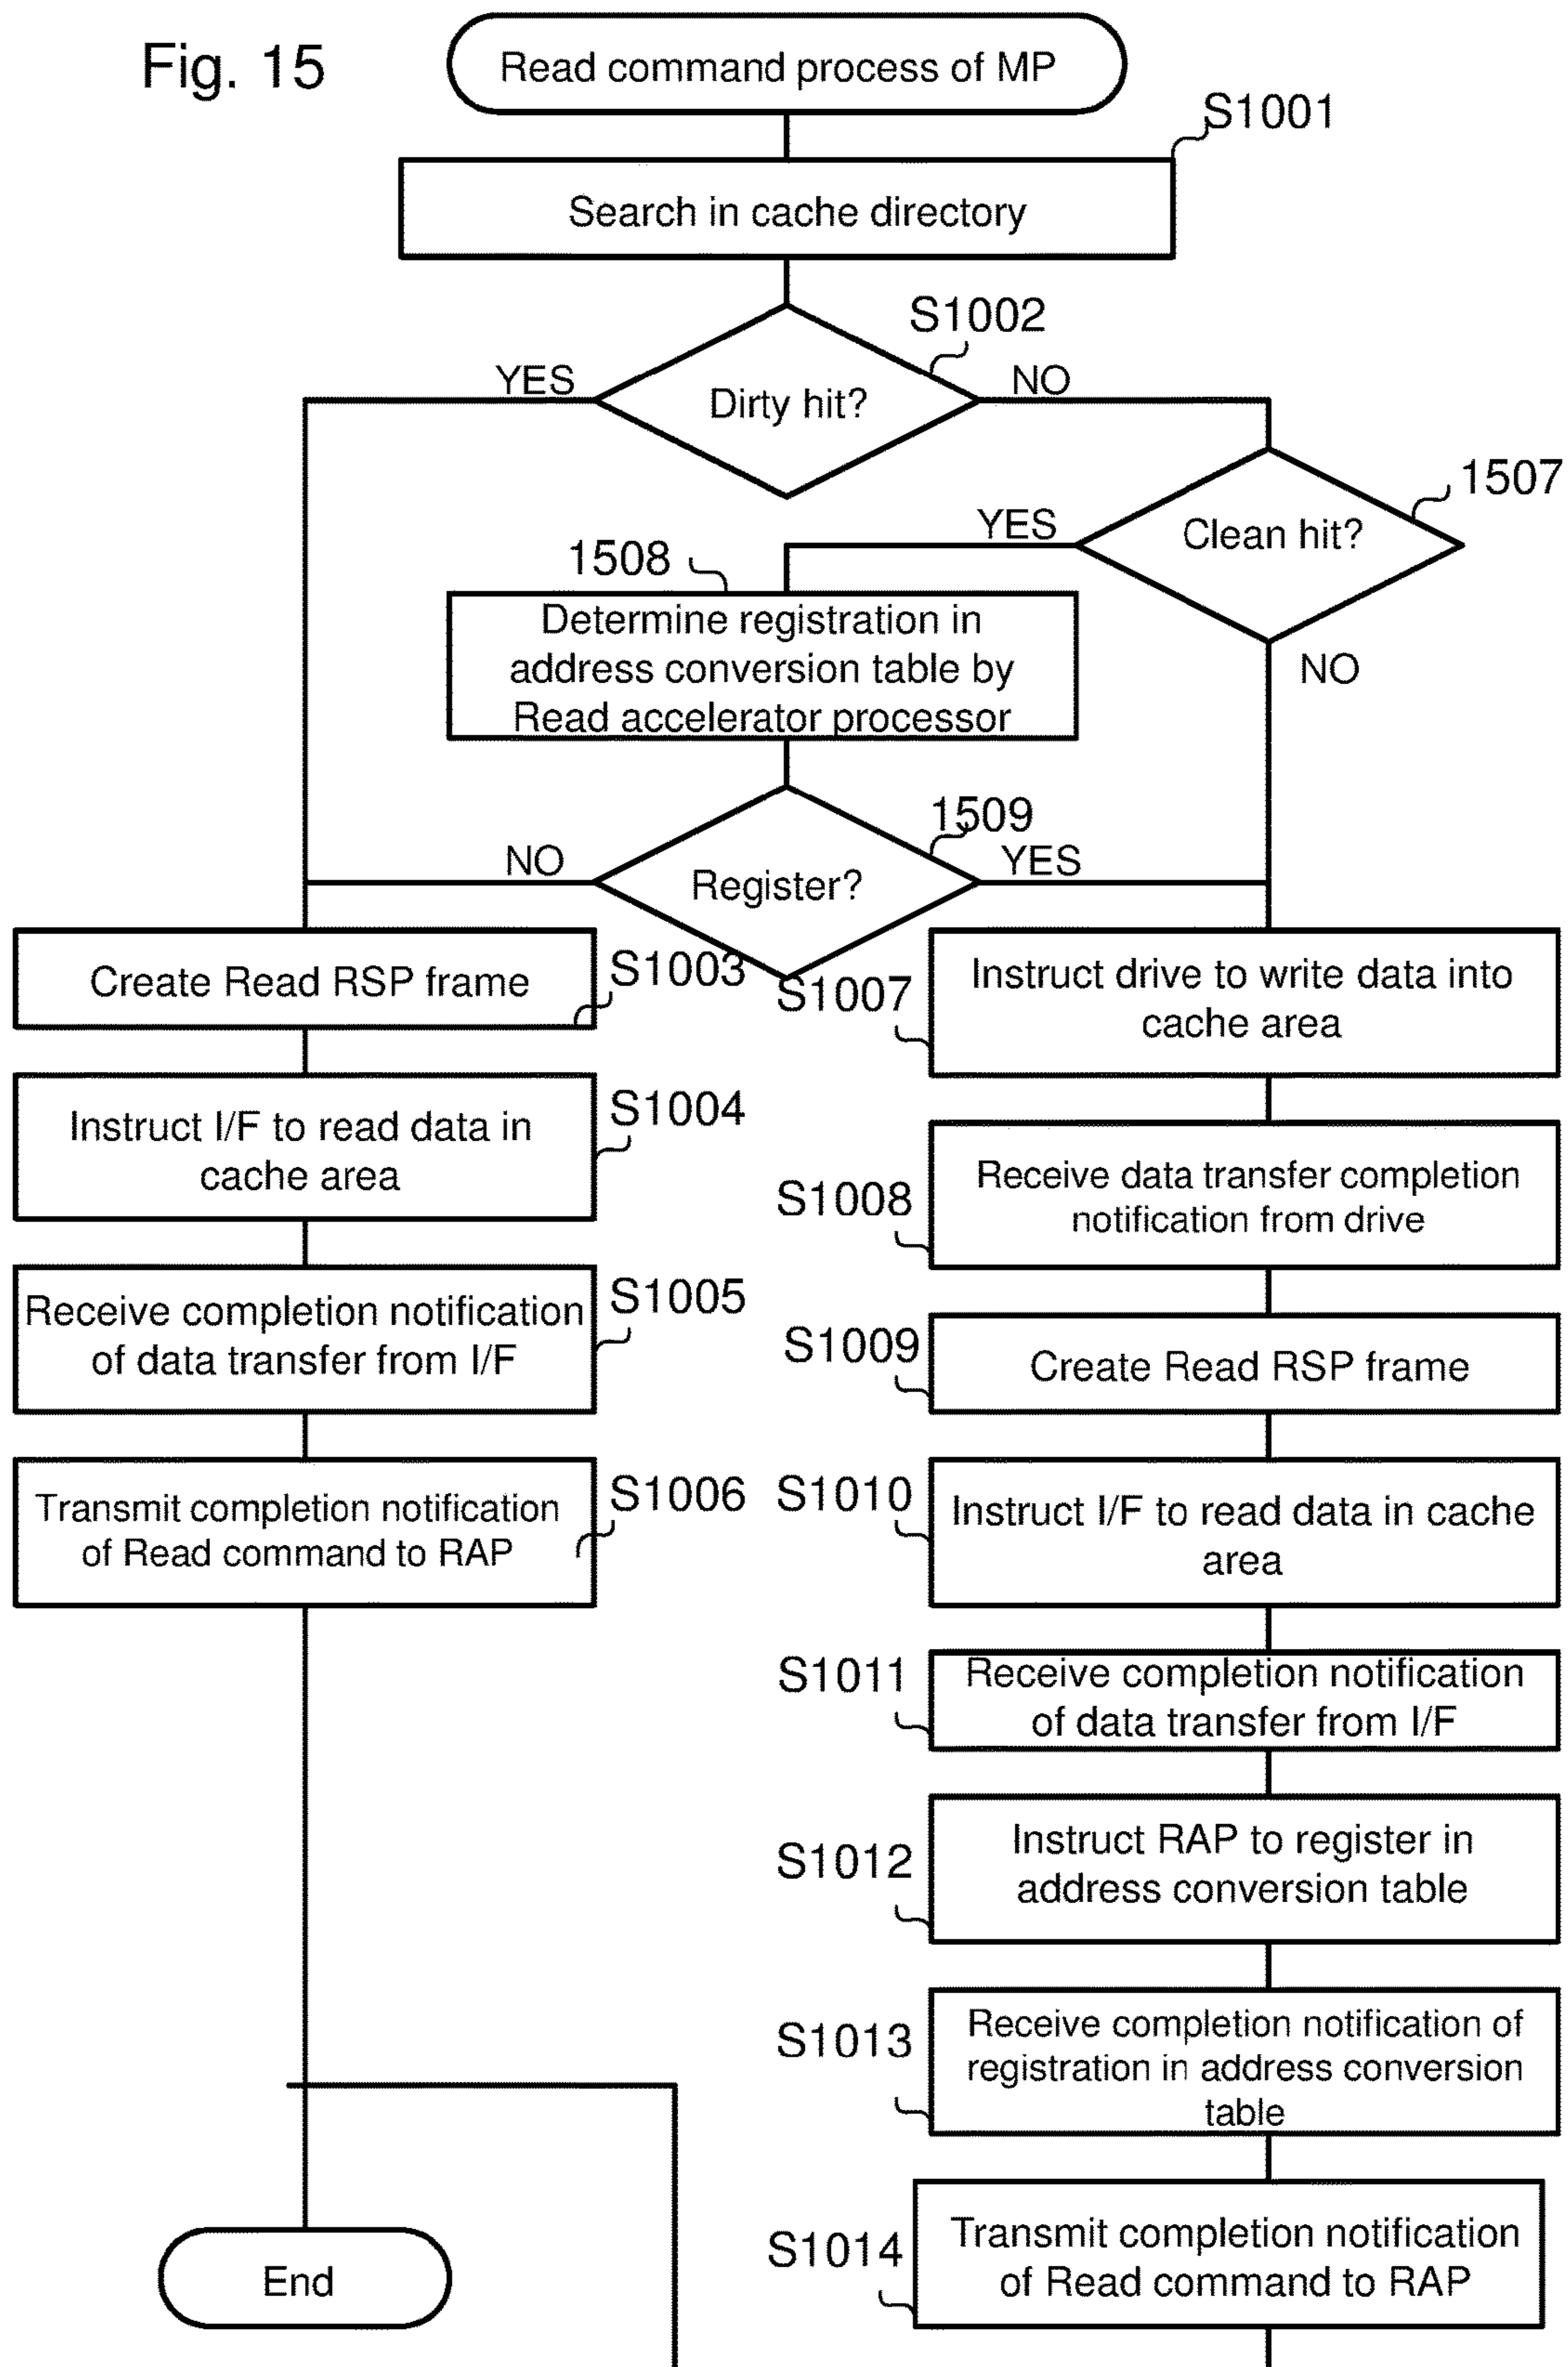 Fig. 15
Read command process of MP
S1001
Search in cache directory
S1002
YES
Dirty hit?
NO
1507
YES
Clean hit?
1508
Determine registration in
address conversion table by
Read accelerator processor
NO
1509
NO
Register?
YES
Create Read RSP frame
S1003
S1007
Instruct drive to write data into
cache area
Instruct I/F to read data in
cache area
S1004
S1008
Receive data transfer completion
notification from drive
Receive completion notification
of data transfer from I/F
S1005
S1009
Create Read RSP frame
Transmit completion notification
of Read command to RAP
S1006
S1010
Instruct I/F to read data in cache
area
S1011
Receive completion notification
of data transfer from I/F
S1012
Instruct RAP to register in
address conversion table
S1013
Receive completion notification of
registration in address conversion
table
S1014
Transmit completion notification
of Read command to RAP
End